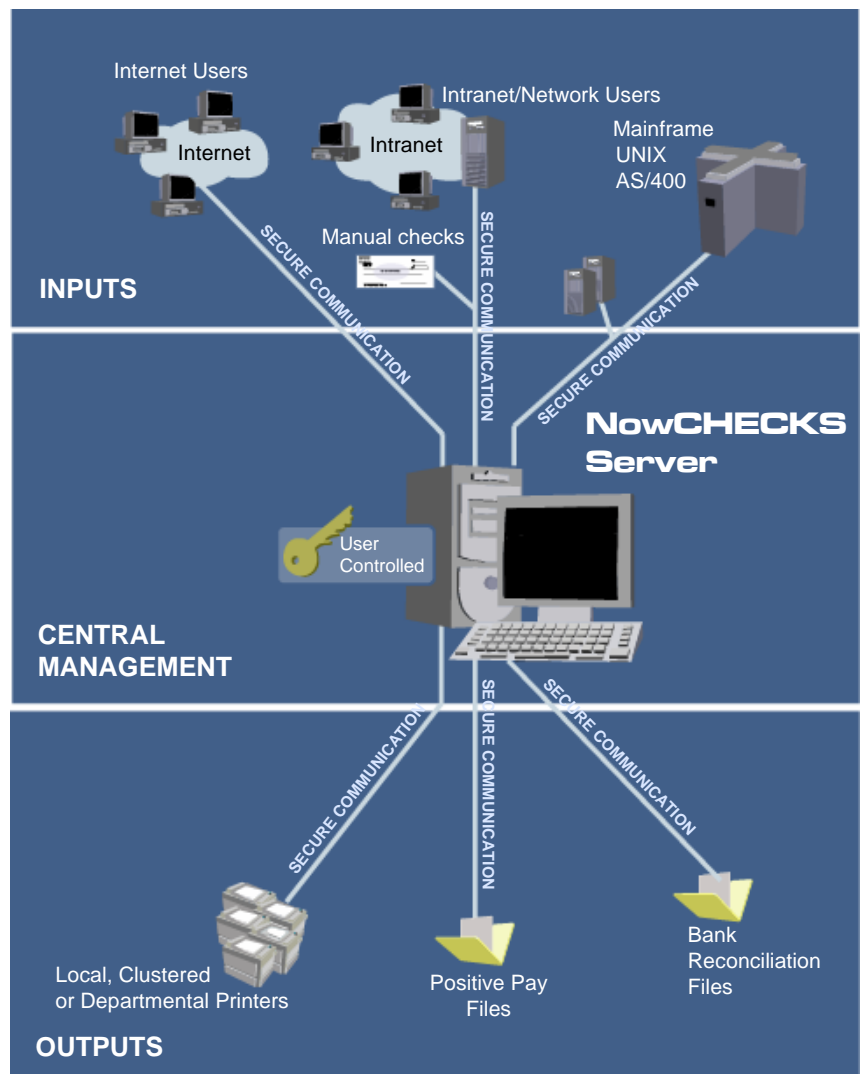 Internet Users
Internet
Intranet/Network Users
Intranet
Mainframe
UNIX
AS/400
Manual checks
SECURE COMMUNICATION
SECURE COMMUNICATION
SECURE COMMUNICATION
INPUTS
NowCHECKS
Server
User
Controlled
CENTRAL
MANAGEMENT
SECURE COMMUNICATION
SECURE COMMUNICATION
SECURE COMMUNICATION
Local, Clustered
or Departmental Printers
Positive Pay
Files
Bank
Reconciliation
Files
OUTPUTS